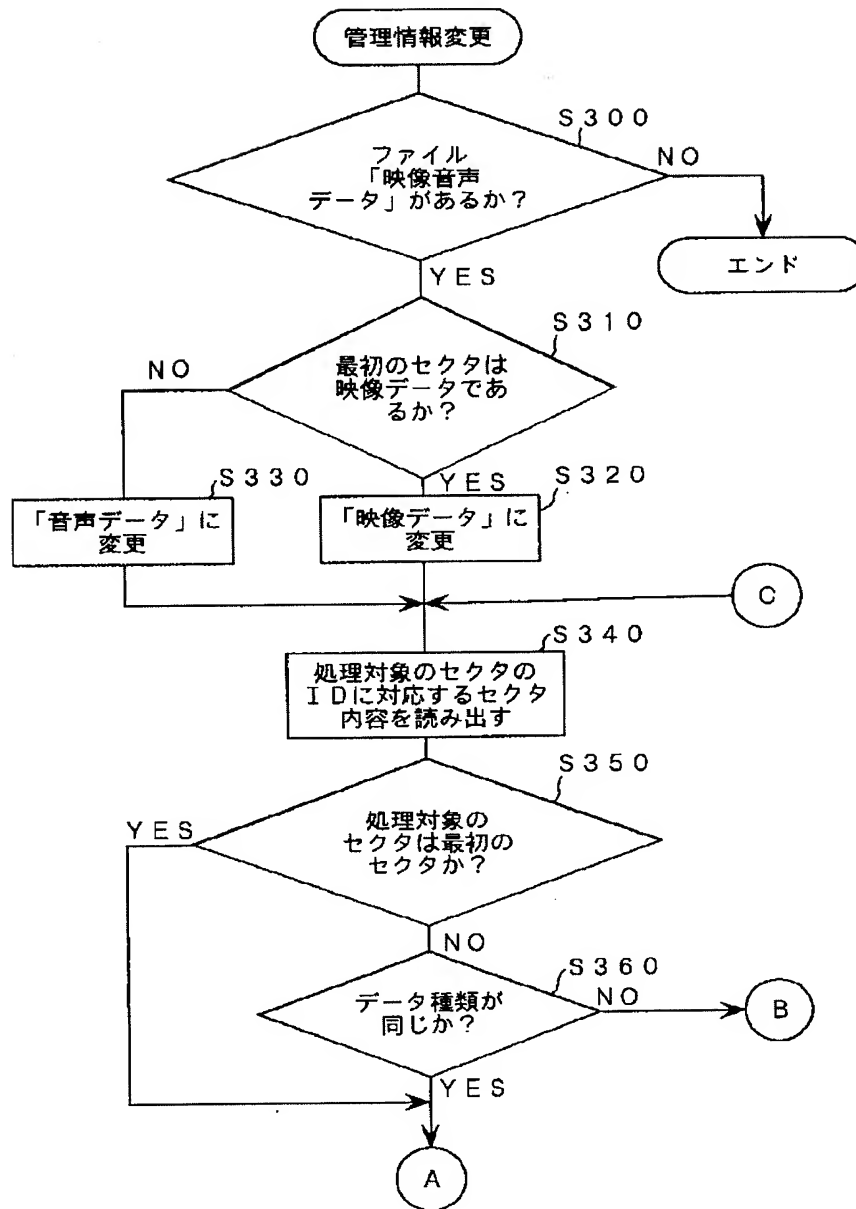 管理情報変更
S300
ファイル
「映像音声
データ」があるか?
NO
YES
エンド
S310
最初のセクタは
映像データであ
るか?
NO
YES
S330
「音声データ」に
変更
S320
「映像データ」に
変更
C
S340
処理対象のセクタの
IDに対応するセクタ
内容を読み出す
S350
処理対象の
セクタは最初の
セクタか?
YES
NO
S360
データ種類が
同じか?
NO
B
YES
A